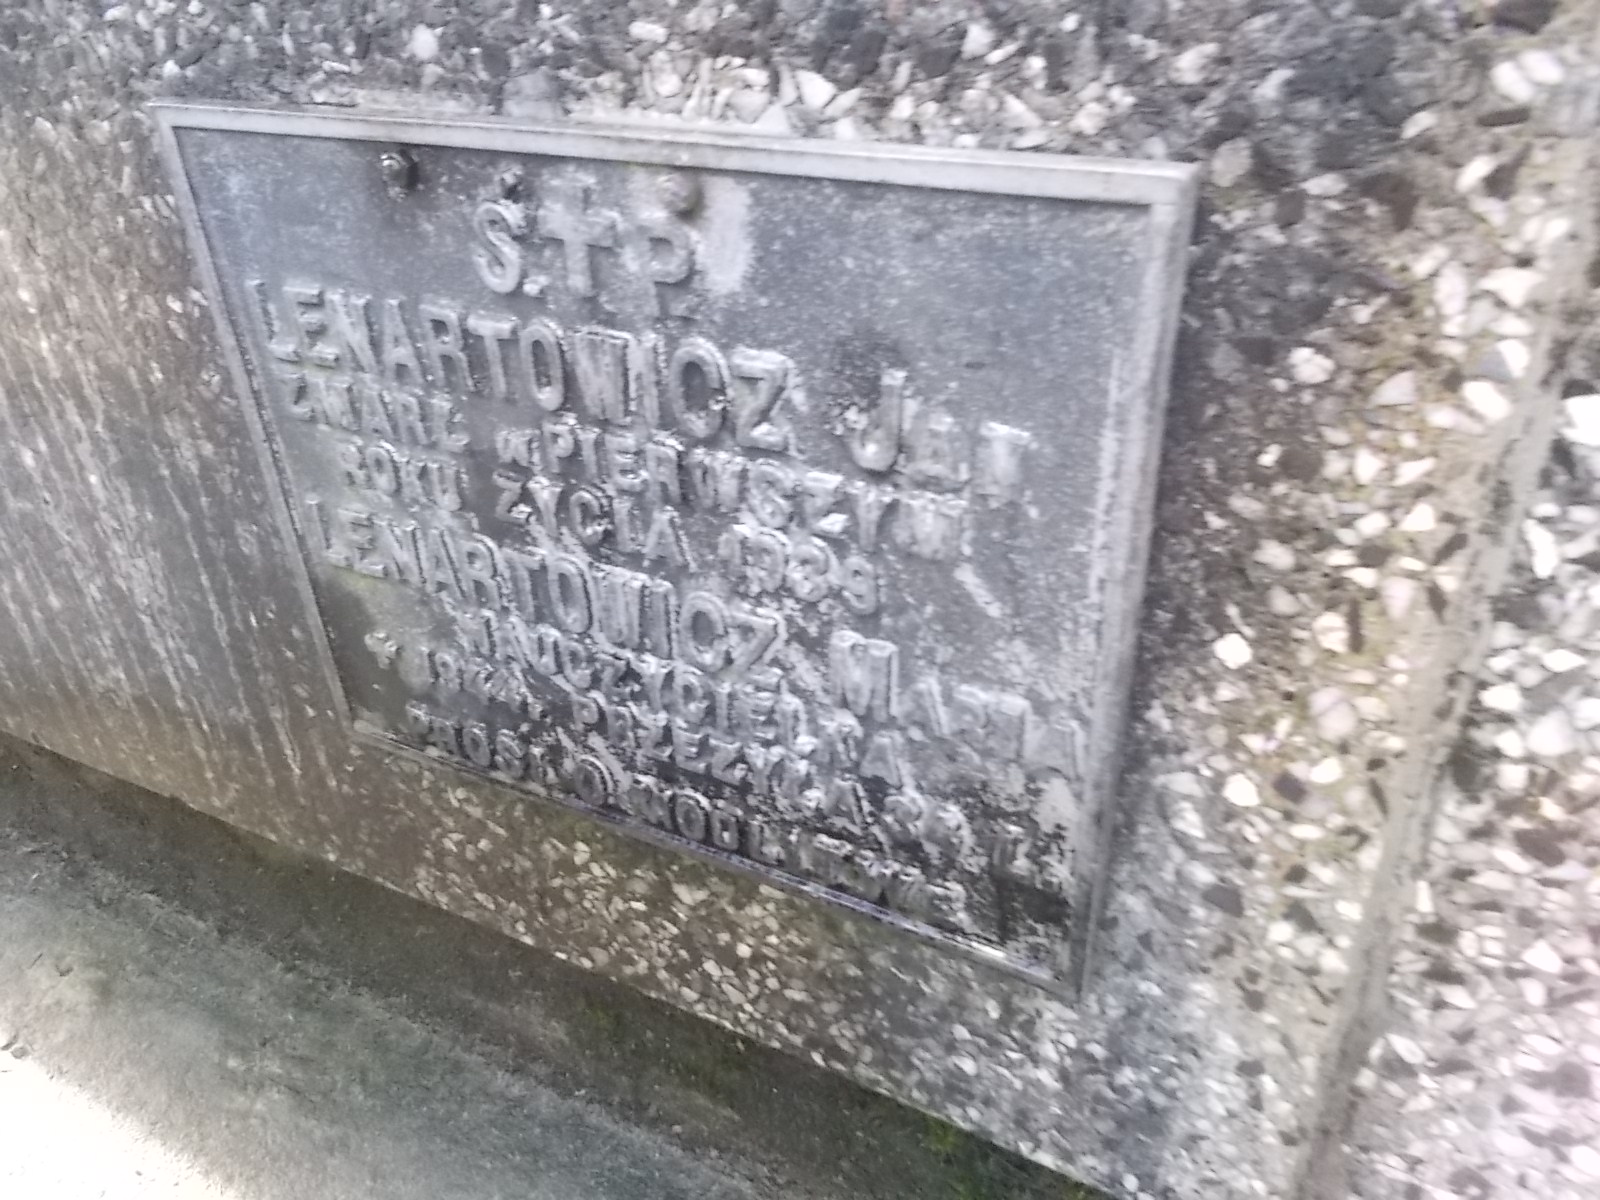 Ś.†P.
LENARTOWICZ JAN
ZMARŁ W PIERWSZYM
ROKU ŻYCIA 1939
LENARTOWICZ MARIA
NAUCZYCIELKA
PRZEŻYŁA
PROSI O MODLITWĘ